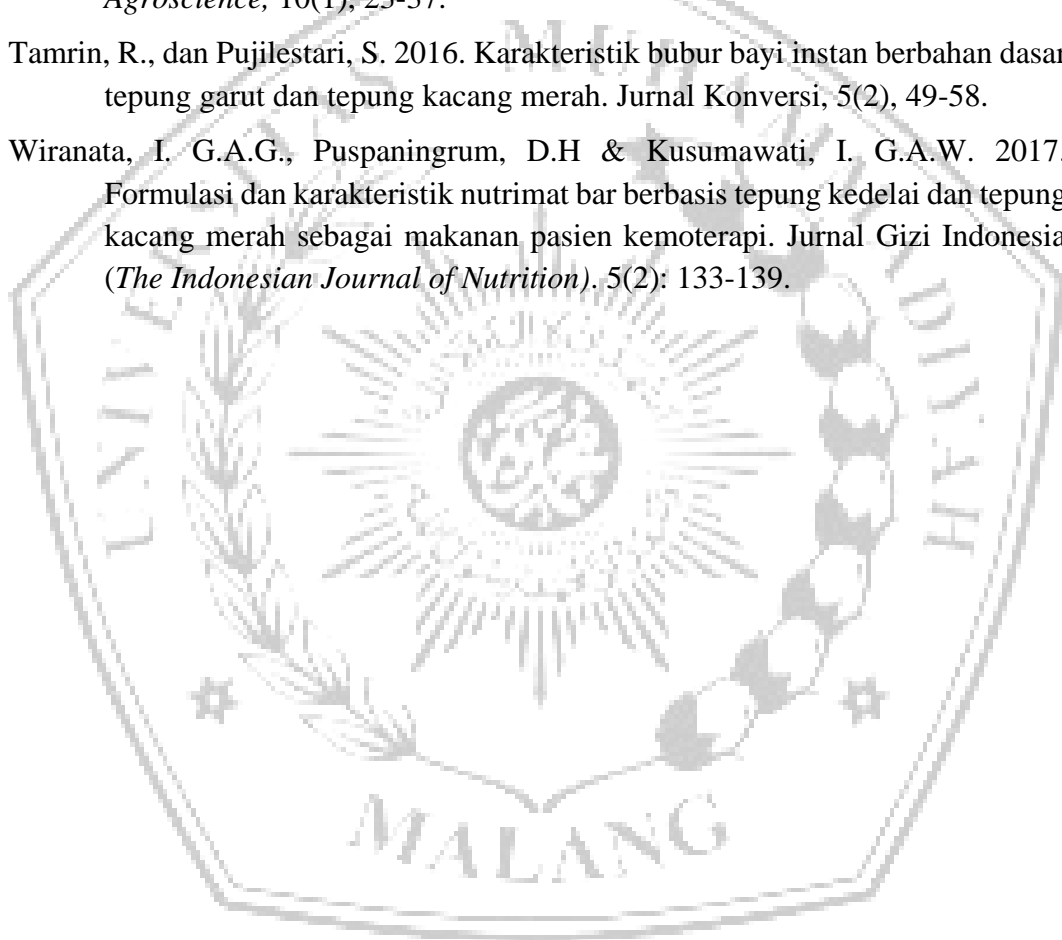 Agroscience, 10(1), 23-37.
Tamrin, R., dan Pujilestari, S. 2016. Karakteristik bubur bayi instan berbahan dasar
tepung garut dan tepung kacang merah. Jurnal Konversi, 5(2), 49-58.
Wiranata, I. G.A.G., Puspaningrum, D.H & Kusumawati, I. G.A.W. 2017.
Formulasi dan karakteristik nutrimat bar berbasis tepung kedelai dan tepung
kacang merah sebagai makanan pasien kemoterapi. Jurnal Gizi Indonesia
(The Indonesian Journal of Nutrition). 5(2): 133-139.
UNIVERSITAS MUHAMMADIYAH
MALANG